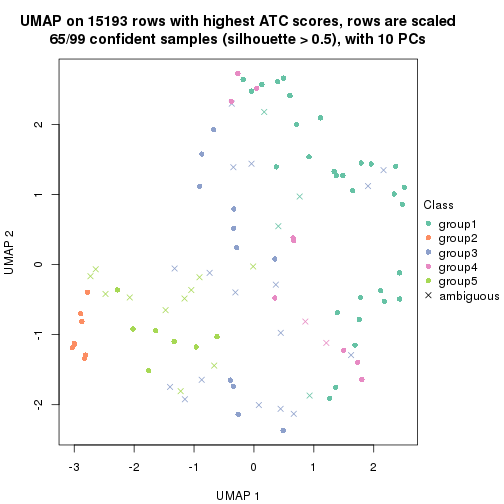 UMAP on 15193 rows with highest ATC scores, rows are scaled
65/99 confident samples (silhouette > 0.5), with 10 PCs
UMAP 2
2
1
0
-1
-2
-3
-2
-1
0
1
2
UMAP 1
Class
group1
group2
group3
group4
group5
ambiguous